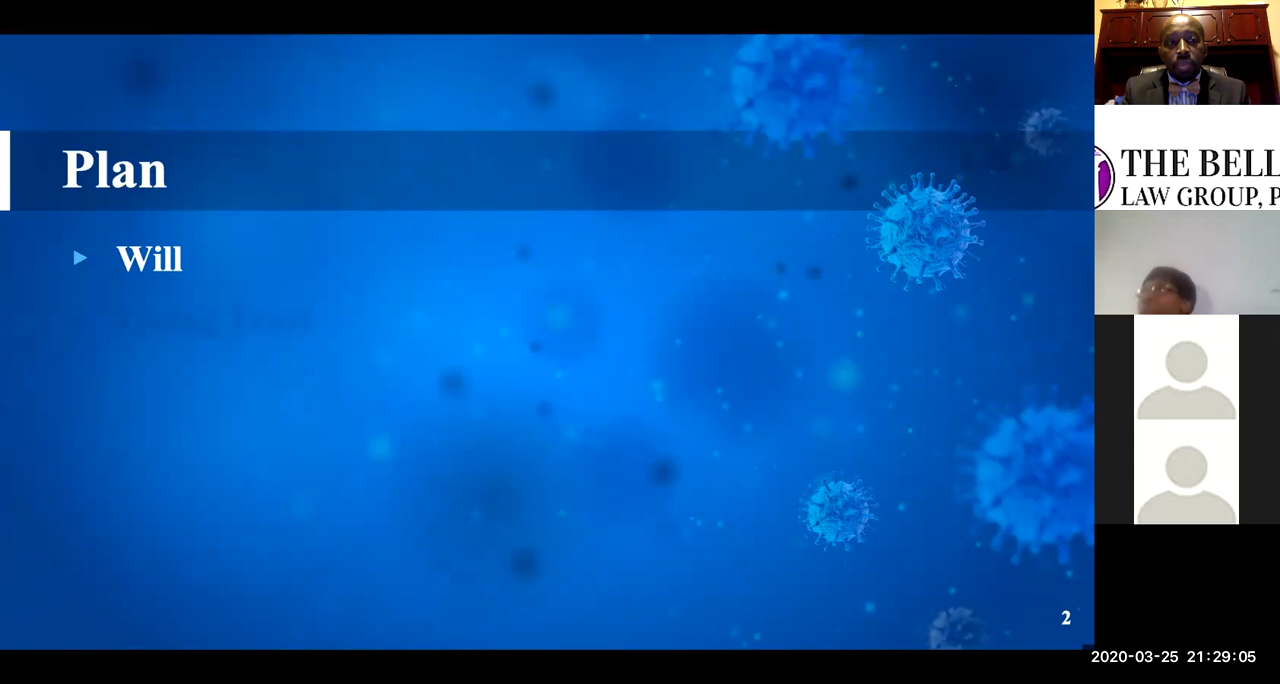 Plan
Will
2
THE BELL
LAW GROUP, P
2020-03-25 21:29:05